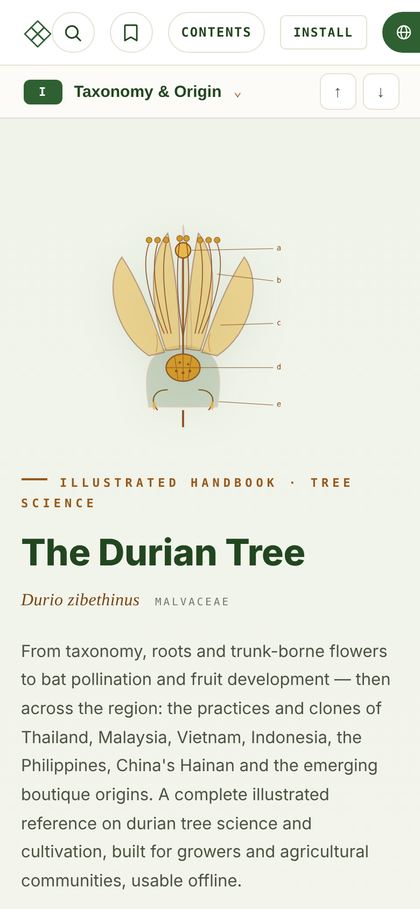 CONTENTS
INSTALL
I
Taxonomy & Origin
↑
↓
a
b
c
d
e
ILLUSTRATED HANDBOOK · TREE
SCIENCE
The Durian Tree
Durio zibethinus MALVACEAE
From taxonomy, roots and trunk-borne flowers
to bat pollination and fruit development — then
across the region: the practices and clones of
Thailand, Malaysia, Vietnam, Indonesia, the
Philippines, China's Hainan and the emerging
boutique origins. A complete illustrated
reference on durian tree science and
cultivation, built for growers and agricultural
communities, usable offline.